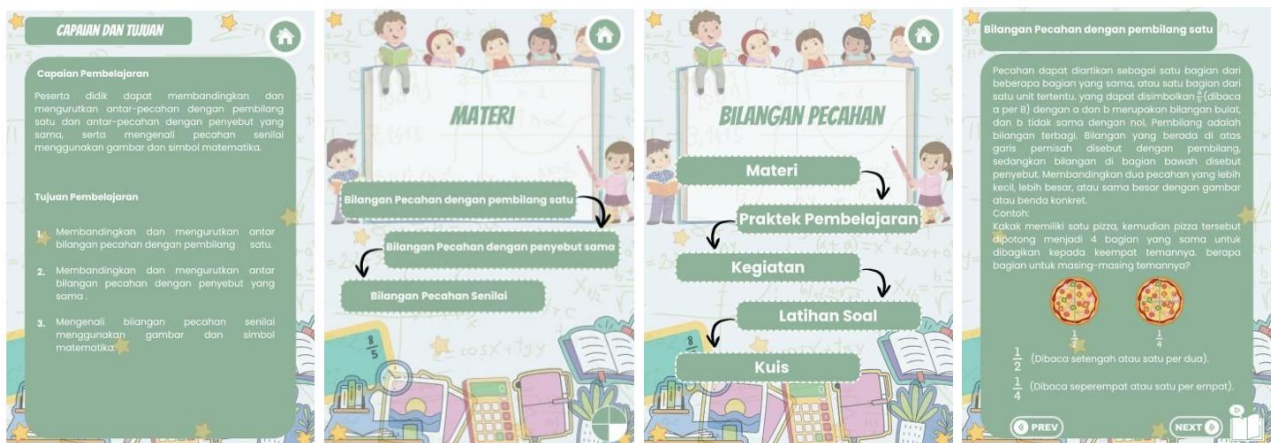 CAPAIAN DAN TUJUAN
Capaian Pembelajaran
Peserta didik dapat membandingkan dan
mengurutkan antar-pecahan dengan pembilang
satu dan antar-pecahan dengan penyebut yang
sama, serta mengenali pecahan senilai
menggunakan gambar dan simbol matematika.
Tujuan Pembelajaran
1. Membandingkan dan mengurutkan antar
bilangan pecahan dengan pembilang satu.
2. Membandingkan dan mengurutkan antar
bilangan pecahan dengan penyebut yang
sama .
3. Mengenali bilangan pecahan senilai
menggunakan gambar dan simbol
matematika.
MATERI
Bilangan Pecahan dengan pembilang satu
Bilangan Pecahan dengan penyebut sama
Bilangan Pecahan Senilai
8
5
BILANGAN PECAHAN
Materi
Praktek Pembelajaran
Kegiatan
Latihan Soal
Kuis
8
5
Bilangan Pecahan dengan pembilang satu
Pecahan dapat diartikan sebagai satu bagian dari
beberapa bagian yang sama, atau satu bagian dari
satu unit tertentu. yang dapat disimbolkan (dibaca
a per B) dengan a dan b merupakan bilangan bulat,
dan b tidak sama dengan nol, Pembilang adalah
bilangan terbagi. Bilangan yang berada di atas
garis pemisah disebut dengan pembilang,
sedangkan bilangan di bagian bawah disebut
penyebut. Membandingkan dua pecahan yang lebih
kecil, lebih besar, atau sama besar dengan gambar
atau benda konkret.
Contoh:
Kakak memiliki satu pizza, kemudian pizza tersebut
dipotong menjadi 4 bagian yang sama untuk
dibagikan kepada keempat temannya. berapa
bagian untuk masing-masing temannya?
1/4 1/4
1/2 (Dibaca setengah atau satu per dua).
1/4 (Dibaca seperempat atau satu per empat).
PREV NEXT